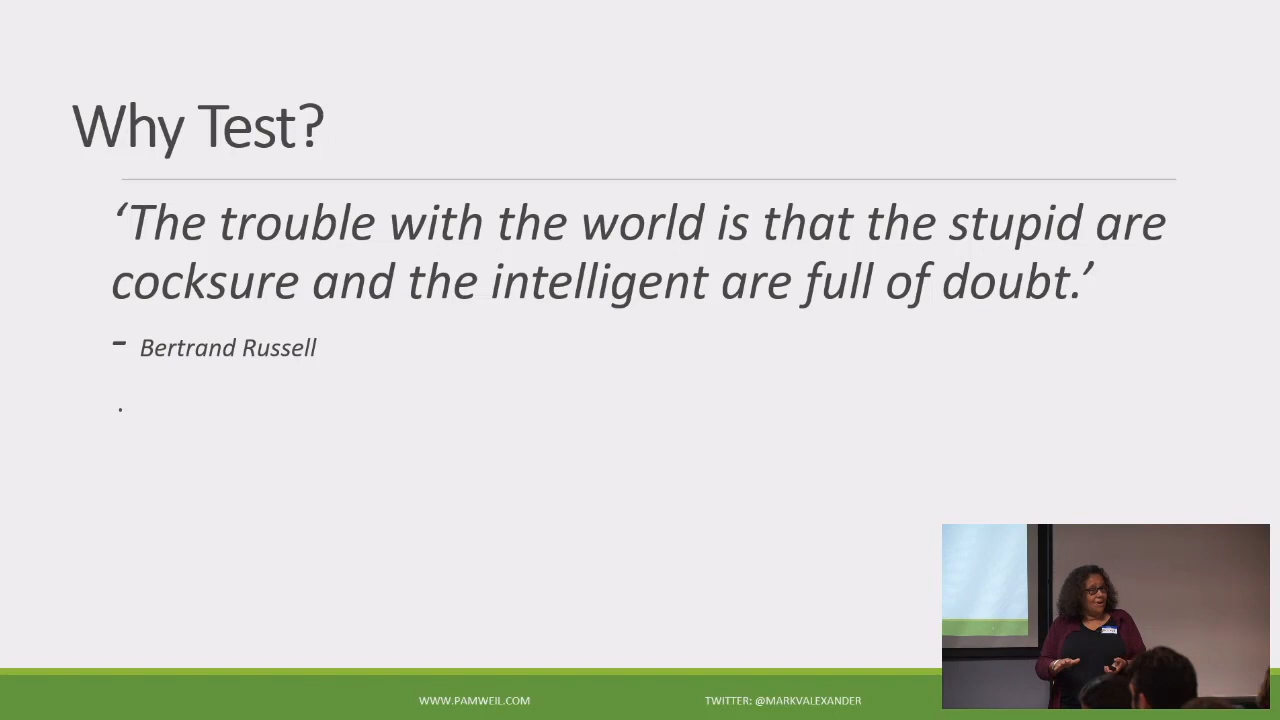 Why Test?
‘The trouble with the world is that the stupid are
cocksure and the intelligent are full of doubt.’
- Bertrand Russell
.
WWW.PAMWEIL.COM
TWITTER: @MARKVALEXANDER